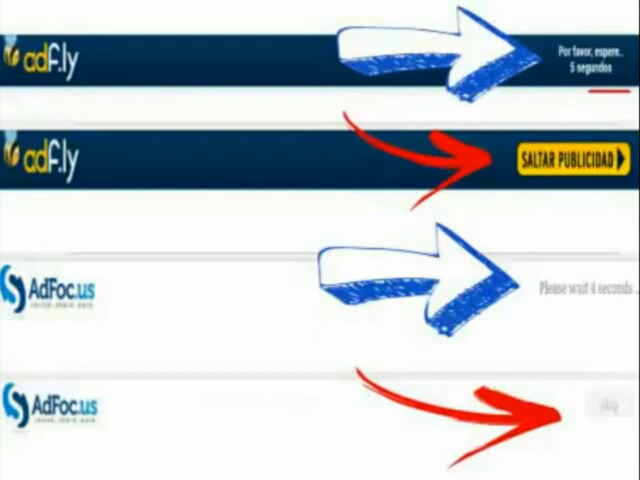 adf.ly
Por favor, espere..
5 segundos
adf.ly
SALTAR PUBLICIDAD
AdFoc.us
Please wait 4 seconds ..
AdFoc.us
skip